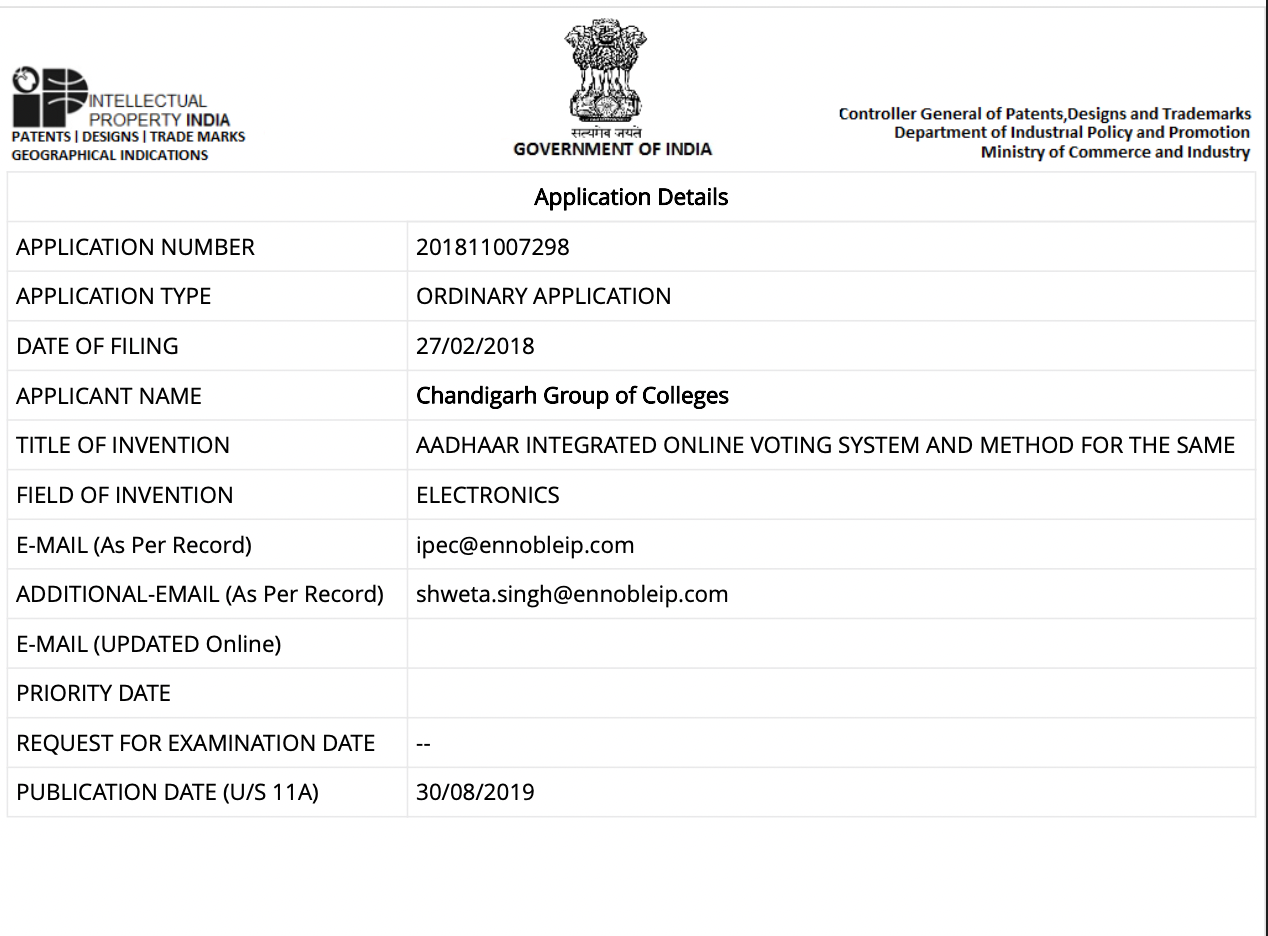 INTELLECTUAL
PROPERTY INDIA
PATENTS | DESIGNS | TRADE MARKS
GEOGRAPHICAL INDICATIONS
सत्यमेव जयते
GOVERNMENT OF INDIA
Controller General of Patents,Designs and Trademarks
Department of Industrial Policy and Promotion
Ministry of Commerce and Industry
Application Details
APPLICATION NUMBER 201811007298
APPLICATION TYPE ORDINARY APPLICATION
DATE OF FILING 27/02/2018
APPLICANT NAME Chandigarh Group of Colleges
TITLE OF INVENTION AADHAAR INTEGRATED ONLINE VOTING SYSTEM AND METHOD FOR THE SAME
FIELD OF INVENTION ELECTRONICS
E-MAIL (As Per Record) ipec@ennobleip.com
ADDITIONAL-EMAIL (As Per Record) shweta.singh@ennobleip.com
E-MAIL (UPDATED Online)
PRIORITY DATE
REQUEST FOR EXAMINATION DATE --
PUBLICATION DATE (U/S 11A) 30/08/2019